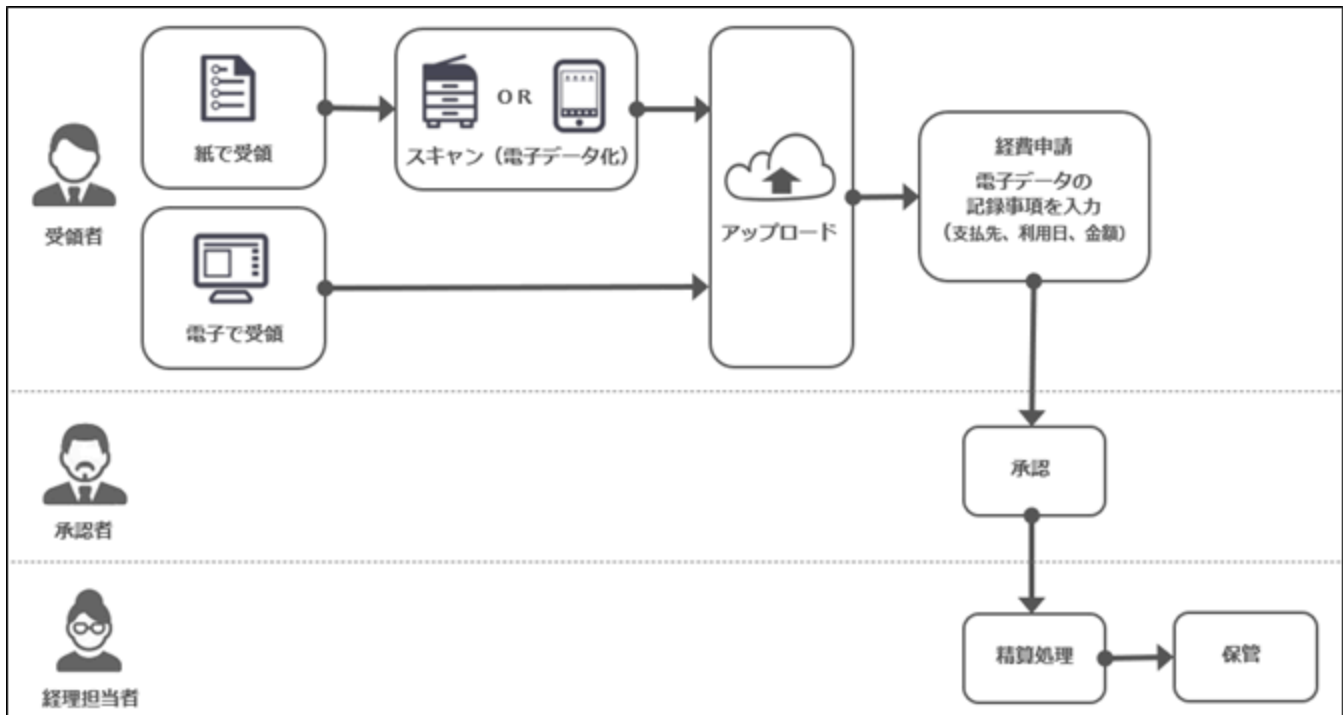 紙で受領
OR
スキャン（電子データ化）
受領者
電子で受領
アップロード
経費申請
電子データの
記録事項を入力
（支払先、利用日、金額）
承認者
承認
経理担当者
精算処理
保管